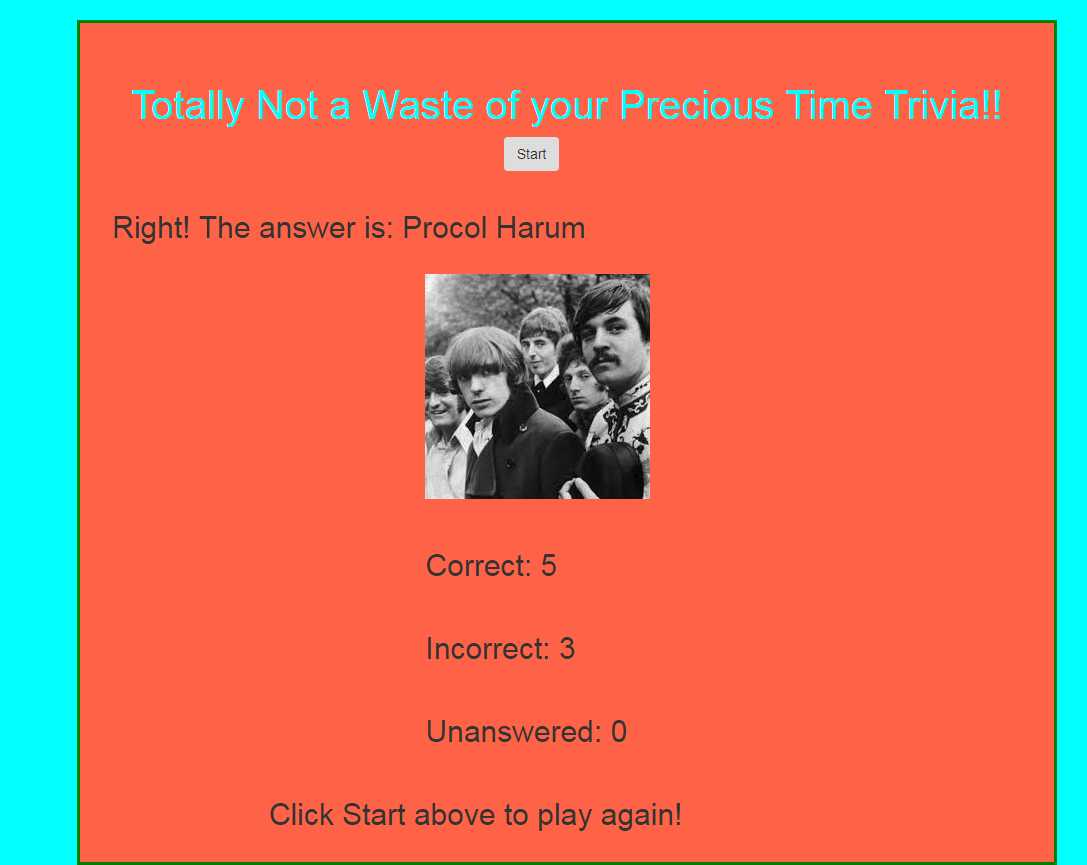 Totally Not a Waste of your Precious Time Trivia!!
Start
Right! The answer is: Procol Harum
Correct: 5
Incorrect: 3
Unanswered: 0
Click Start above to play again!